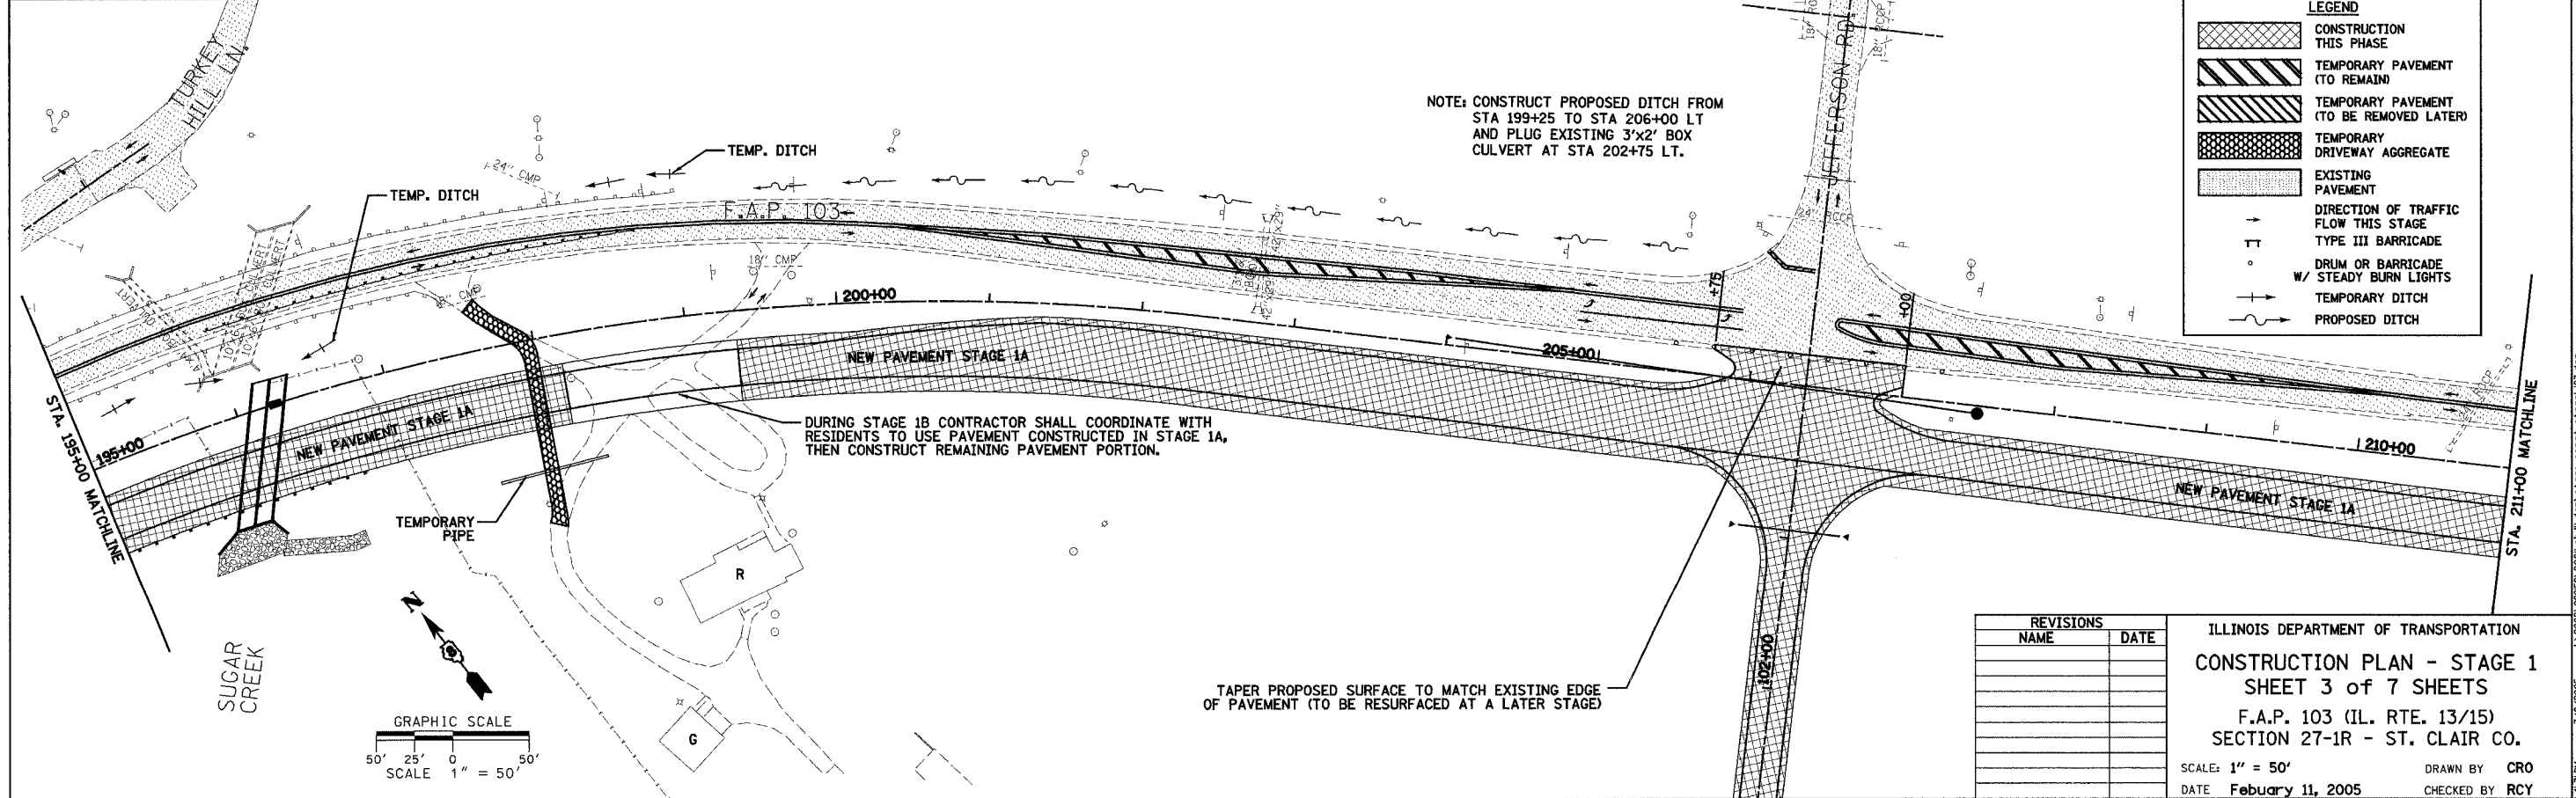 TURKEY
HILL LN.
24" CMP
TEMP. DITCH
TEMP. DITCH
F.A.P. 103
18" CMP
NOTE: CONSTRUCT PROPOSED DITCH FROM
STA 199+25 TO STA 206+00 LT
AND PLUG EXISTING 3'x2' BOX
CULVERT AT STA 202+75 LT.
JEFFERSON RD.
LEGEND
CONSTRUCTION
THIS PHASE
TEMPORARY PAVEMENT
(TO REMAIN)
TEMPORARY PAVEMENT
(TO BE REMOVED LATER)
TEMPORARY
DRIVEWAY AGGREGATE
EXISTING
PAVEMENT
DIRECTION OF TRAFFIC
FLOW THIS STAGE
TYPE III BARRICADE
DRUM OR BARRICADE
W/ STEADY BURN LIGHTS
TEMPORARY DITCH
PROPOSED DITCH
STA. 195+00 MATCHLINE
195+00
200+00
205+00
+75
+00
210+00
STA. 211+00 MATCHLINE
NEW PAVEMENT STAGE 1A
NEW PAVEMENT STAGE 1A
NEW PAVEMENT STAGE 1A
DURING STAGE 1B CONTRACTOR SHALL COORDINATE WITH
RESIDENTS TO USE PAVEMENT CONSTRUCTED IN STAGE 1A,
THEN CONSTRUCT REMAINING PAVEMENT PORTION.
TEMPORARY
PIPE
R
G
N
SUGAR
CREEK
GRAPHIC SCALE
50' 25' 0 50'
SCALE 1" = 50'
TAPER PROPOSED SURFACE TO MATCH EXISTING EDGE
OF PAVEMENT (TO BE RESURFACED AT A LATER STAGE)
102+00
REVISIONS
NAME DATE
ILLINOIS DEPARTMENT OF TRANSPORTATION
CONSTRUCTION PLAN - STAGE 1
SHEET 3 of 7 SHEETS
F.A.P. 103 (IL. RTE. 13/15)
SECTION 27-1R - ST. CLAIR CO.
SCALE: 1" = 50'
DRAWN BY CRO
DATE Febuary 11, 2005
CHECKED BY RCY